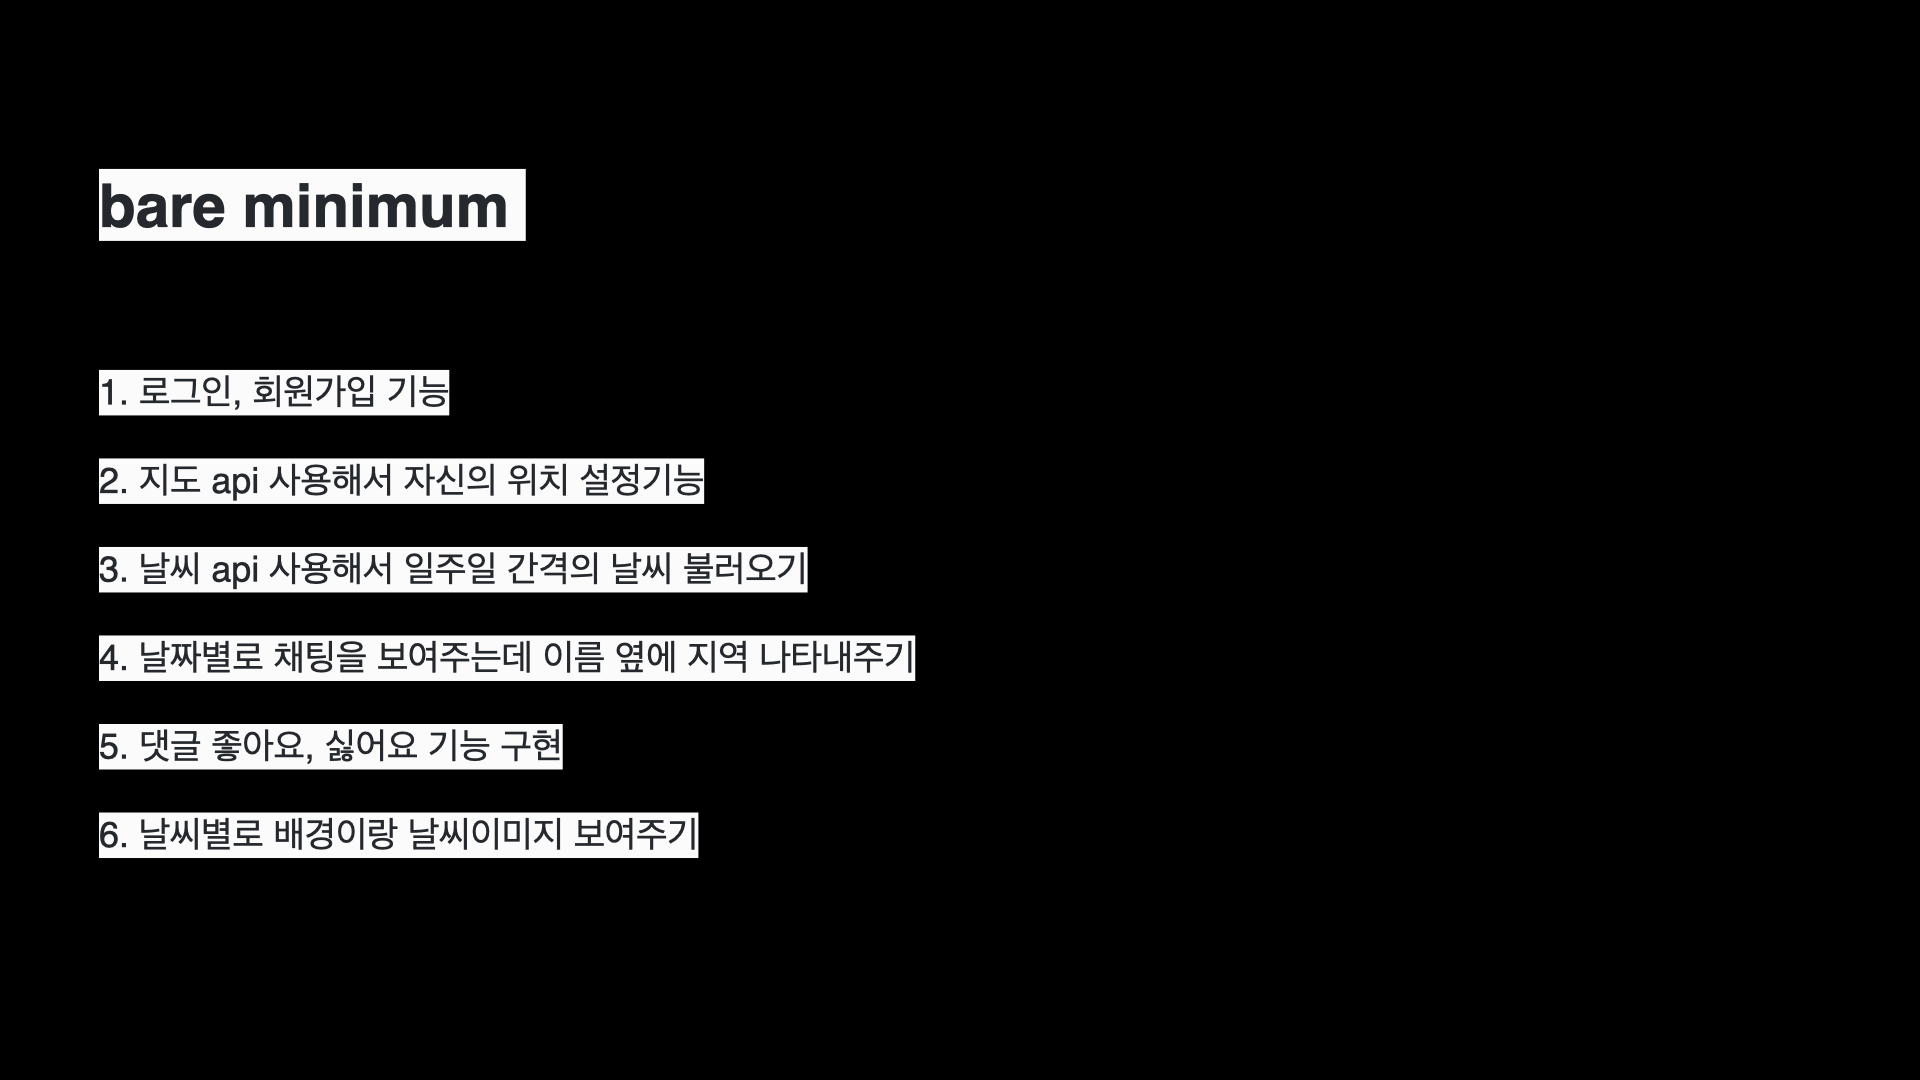 bare minimum
1. 로그인, 회원가입 기능
2. 지도 api 사용해서 자신의 위치 설정기능
3. 날씨 api 사용해서 일주일 간격의 날씨 불러오기
4. 날짜별로 채팅을 보여주는데 이름 옆에 지역 나타내주기
5. 댓글 좋아요, 싫어요 기능 구현
6. 날씨별로 배경이랑 날씨이미지 보여주기